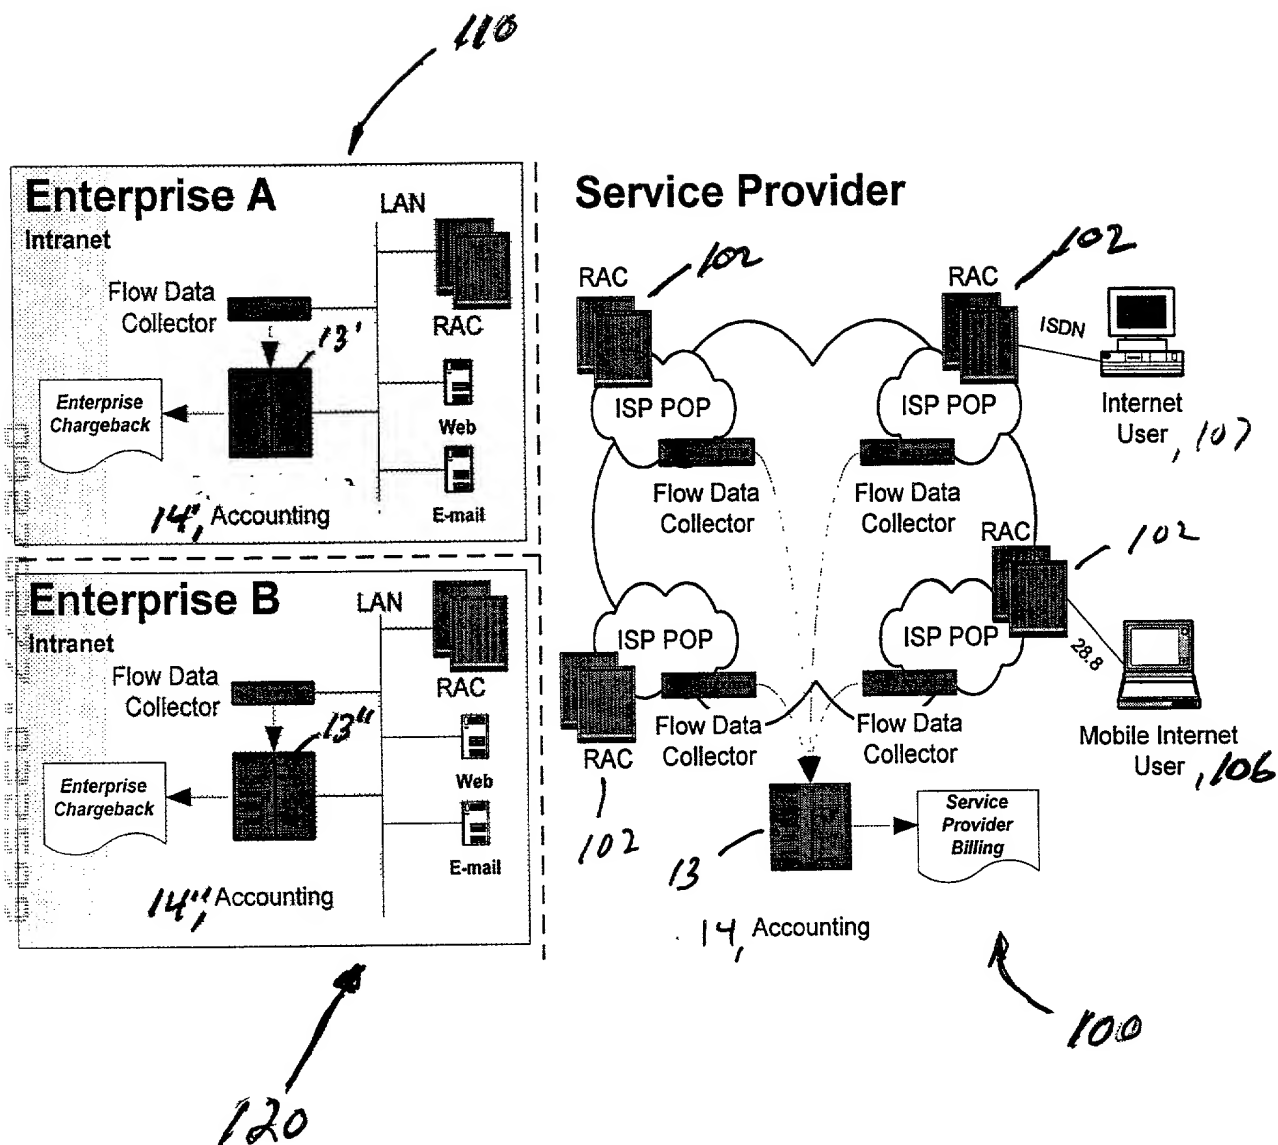 110
Enterprise A
Intranet
LAN
Flow Data
Collector
RAC
13'
Enterprise
Chargeback
Web
E-mail
14', Accounting
Enterprise B
Intranet
LAN
Flow Data
Collector
RAC
13"
Enterprise
Chargeback
Web
E-mail
14", Accounting
120
Service Provider
RAC
102
RAC
102
ISDN
ISP POP
ISP POP
Internet
User, 107
Flow Data
Collector
Flow Data
Collector
RAC
102
ISP POP
ISP POP
28.8
RAC
102
Flow Data
Collector
Flow Data
Collector
Mobile Internet
User, 106
13
Service
Provider
Billing
14, Accounting
100